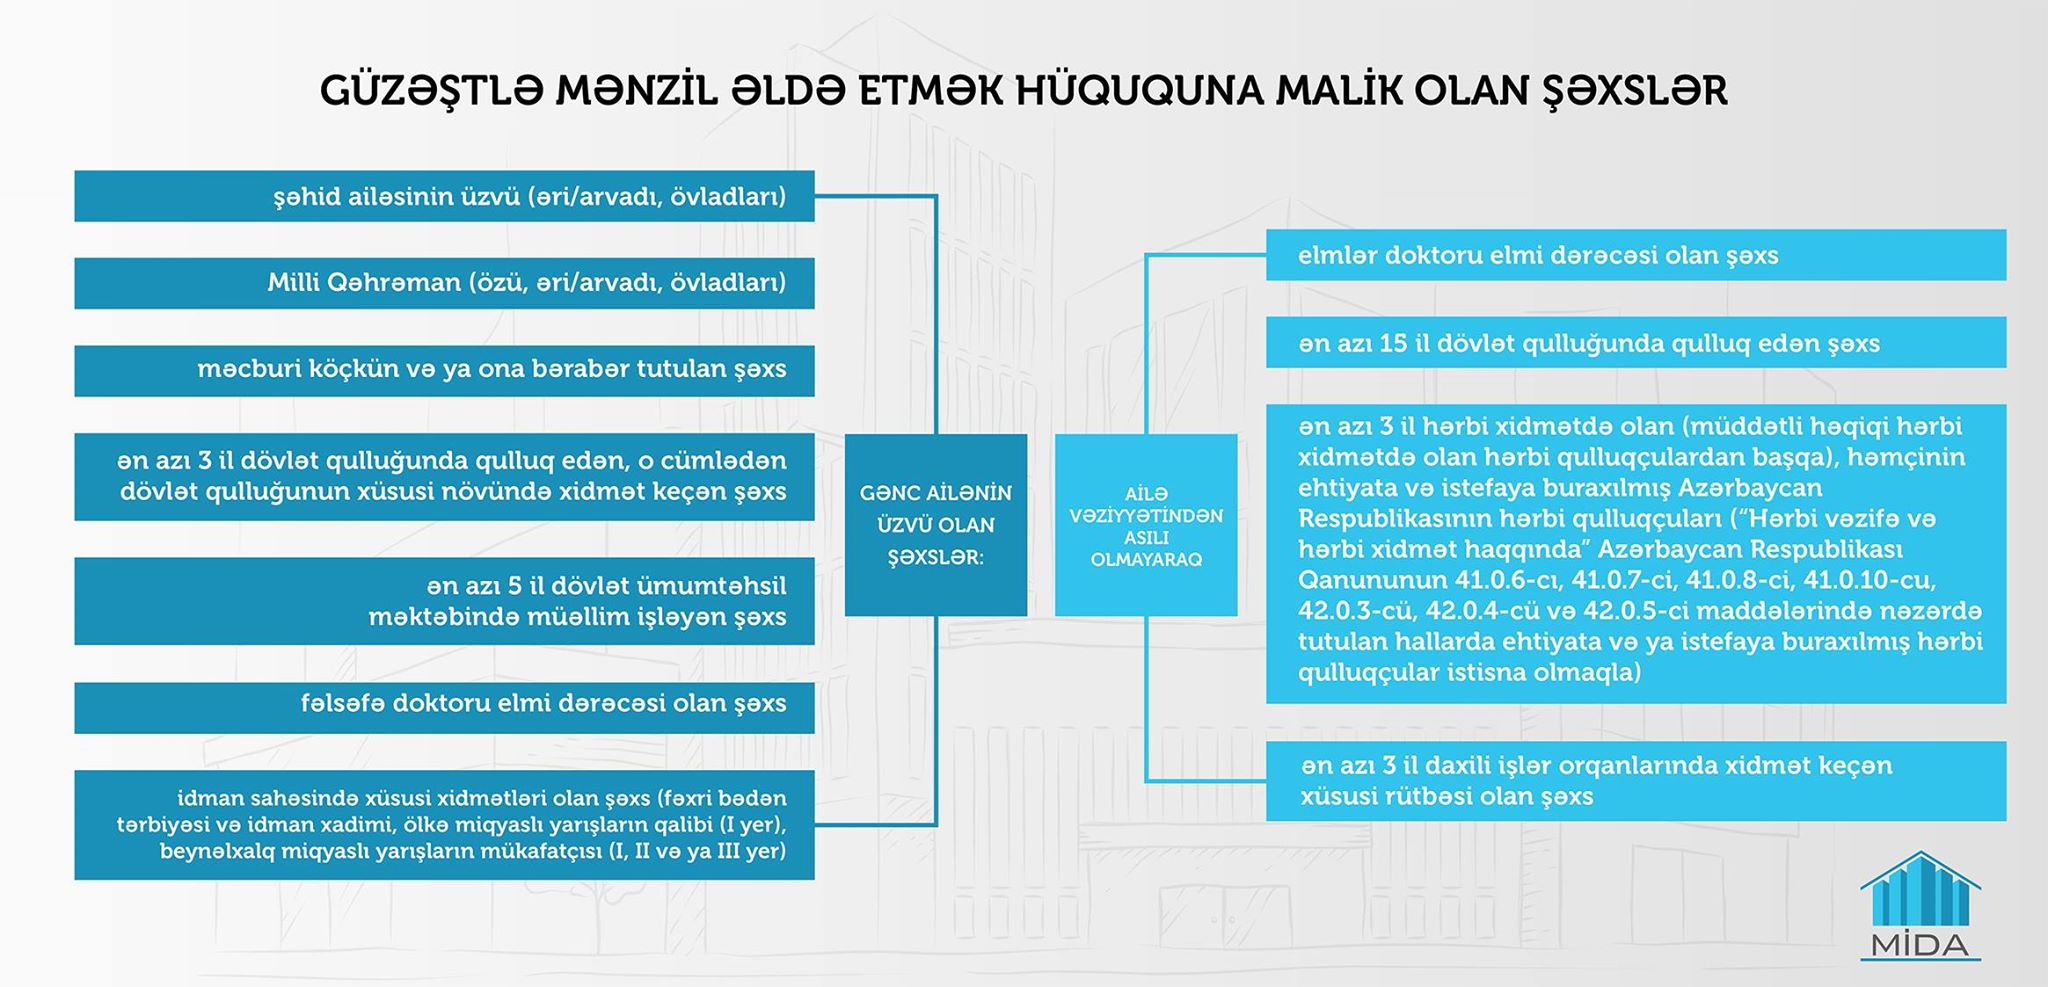 GÜZƏŞTLƏ MƏNZİL ƏLDƏ ETMƏK HÜQUQUNA MALİK OLAN ŞƏXSLƏR
şəhid ailəsinin üzvü (əri/arvadı, övladları)
Milli Qəhrəman (özü, əri/arvadı, övladları)
məcburi köçkün və ya ona bərabər tutulan şəxs
ən azı 3 il dövlət qulluğunda qulluq edən, o cümlədən
dövlət qulluğunun xüsusi növündə xidmət keçən şəxs
ən azı 5 il dövlət ümumtəhsil
məktəbində müəllim işləyən şəxs
fəlsəfə doktoru elmi dərəcəsi olan şəxs
idman sahəsində xüsusi xidmətləri olan şəxs (fəxri bədən
tərbiyəsi və idman xadimi, ölkə miqyaslı yarışların qalibi (I yer),
beynəlxalq miqyaslı yarışların mükafatçısı (I, II və ya III yer)
GƏNC AİLƏNİN
ÜZVÜ OLAN
ŞƏXSLƏR:
AİLƏ
VƏZİYYƏTİNDƏN
ASILI
OLMAYARAQ
elmlər doktoru elmi dərəcəsi olan şəxs
ən azı 15 il dövlət qulluğunda qulluq edən şəxs
ən azı 3 il hərbi xidmətdə olan (müddətli həqiqi hərbi
xidmətdə olan hərbi qulluqçulardan başqa), həmçinin
ehtiyata və istefaya buraxılmış Azərbaycan
Respublikasının hərbi qulluqçuları (“Hərbi vəzifə və
hərbi xidmət haqqında” Azərbaycan Respublikası
Qanununun 41.0.6-cı, 41.0.7-ci, 41.0.8-ci, 41.0.10-cu,
42.0.3-cü, 42.0.4-cü və 42.0.5-ci maddələrində nəzərdə
tutulan hallarda ehtiyata və ya istefaya buraxılmış hərbi
qulluqçular istisna olmaqla)
ən azı 3 il daxili işlər orqanlarında xidmət keçən
xüsusi rütbəsi olan şəxs
MİDA